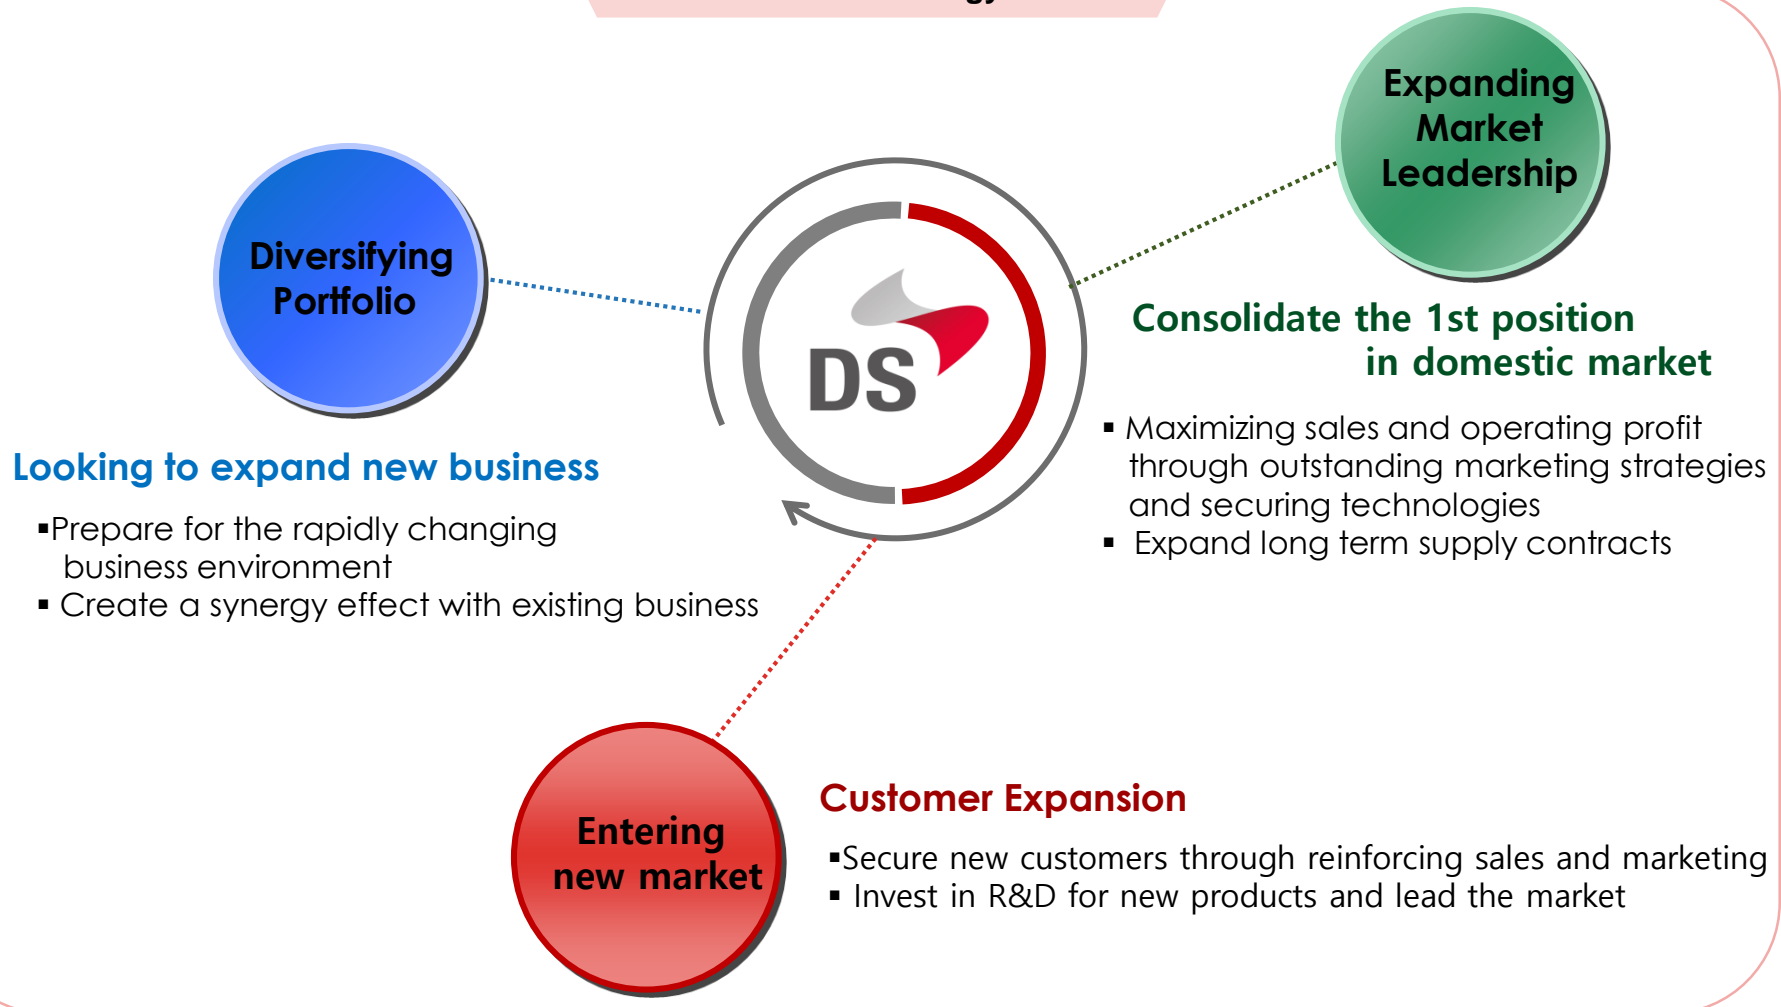 Expanding
Market
Leadership
Diversifying
Portfolio
DS
Consolidate the 1st position
in domestic market
▪ Maximizing sales and operating profit
through outstanding marketing strategies
and securing technologies
▪ Expand long term supply contracts
Looking to expand new business
▪Prepare for the rapidly changing
business environment
▪ Create a synergy effect with existing business
Entering
new market
Customer Expansion
▪Secure new customers through reinforcing sales and marketing
▪ Invest in R&D for new products and lead the market